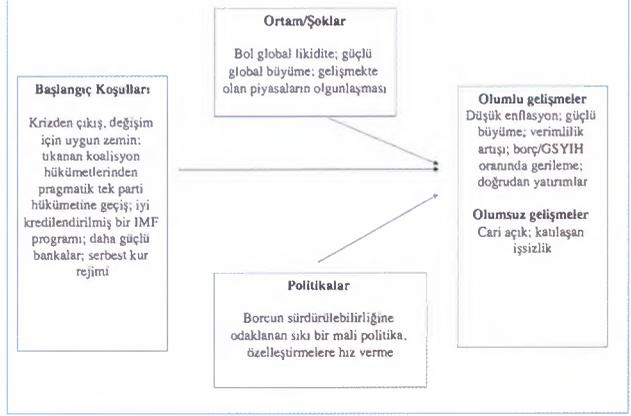 Ortam/Şoklar
Bol global likidite; güçlü
global büyüme; gelişmekte
olan piyasaların olgunlaşması
Başlangıç Koşulları
Krizden çıkış, değişim
için uygun zemin;
tıkanan koalisyon
hükümetlerinden
pragmatik tek parti
hükümetine geçiş; iyi
kredilendirilmiş bir IMF
programı; daha güçlü
bankalar; serbest kur
rejimi
Politikalar
Borcun sürdürülebilirliğine
odaklanan sıkı bir mali politika,
özelleştirmelere hız verme
Olumlu gelişmeler
Düşük enflasyon; güçlü
büyüme; verimlilik
artışı; borç/GSYIH
oranında gerileme;
doğrudan yatırımlar
Olumsuz gelişmeler
Cari açık; katılaşan
işsizlik